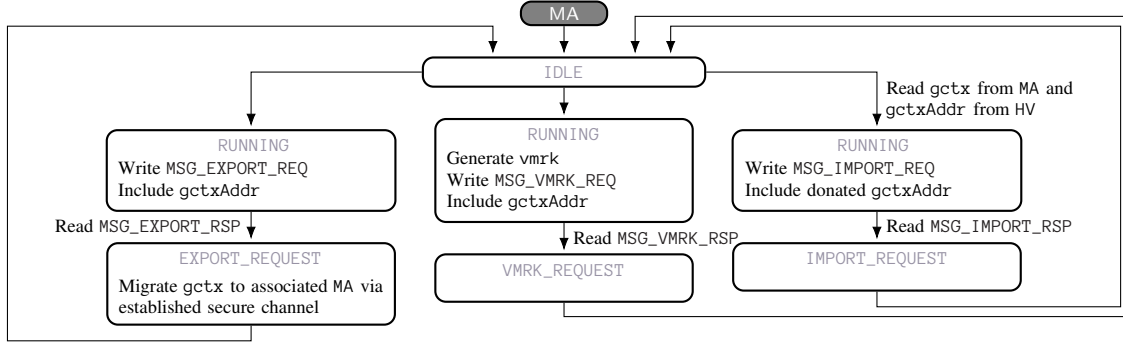 MA
IDLE
Read gctx from MA and
gctxAddr from HV
RUNNING
Write MSG_EXPORT_REQ
Include gctxAddr
RUNNING
Generate vmrk
Write MSG_VMRK_REQ
Include gctxAddr
RUNNING
Write MSG_IMPORT_REQ
Include donated gctxAddr
Read MSG_EXPORT_RSP
Read MSG_VMRK_RSP
Read MSG_IMPORT_RSP
EXPORT_REQUEST
Migrate gctx to associated MA via
established secure channel
VMRK_REQUEST
IMPORT_REQUEST